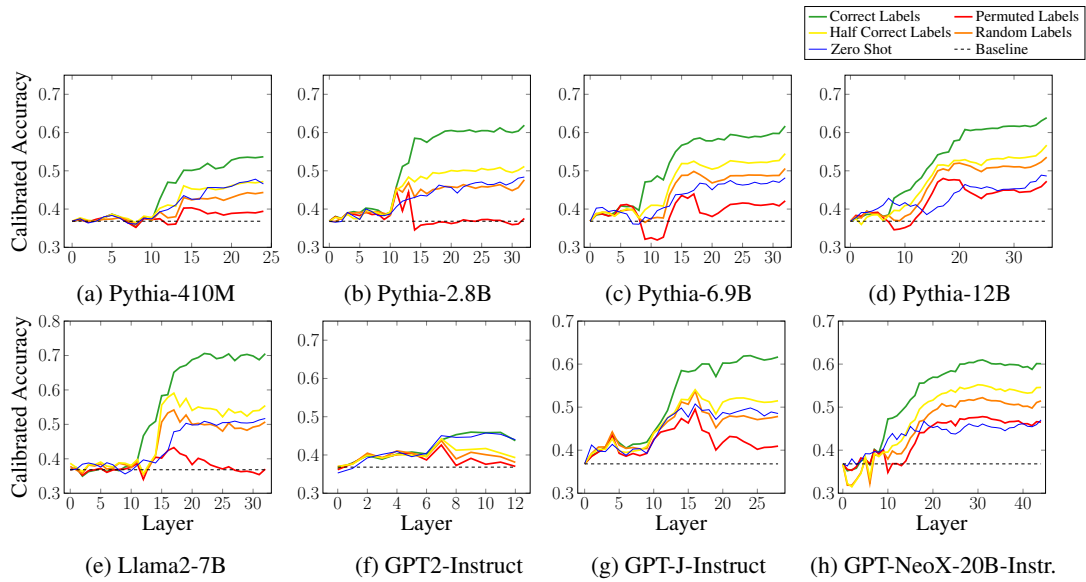 Correct Labels Permuted Labels
Half Correct Labels Random Labels
Zero Shot Baseline
Calibrated Accuracy
0.7
0.6
0.5
0.4
0.3
0 5 10 15 20 25
(a) Pythia-410M
0.7
0.6
0.5
0.4
0.3
0 5 10 15 20 25 30
(b) Pythia-2.8B
0.7
0.6
0.5
0.4
0.3
0 5 10 15 20 25 30
(c) Pythia-6.9B
0.7
0.6
0.5
0.4
0.3
0 10 20 30
(d) Pythia-12B
Calibrated Accuracy
0.8
0.7
0.6
0.5
0.4
0.3
0 5 10 15 20 25 30
Layer
(e) Llama2-7B
0.7
0.6
0.5
0.4
0.3
0 2 4 6 8 10 12
Layer
(f) GPT2-Instruct
0.7
0.6
0.5
0.4
0.3
0 5 10 15 20 25
Layer
(g) GPT-J-Instruct
0.7
0.6
0.5
0.4
0.3
0 10 20 30 40
Layer
(h) GPT-NeoX-20B-Instr.